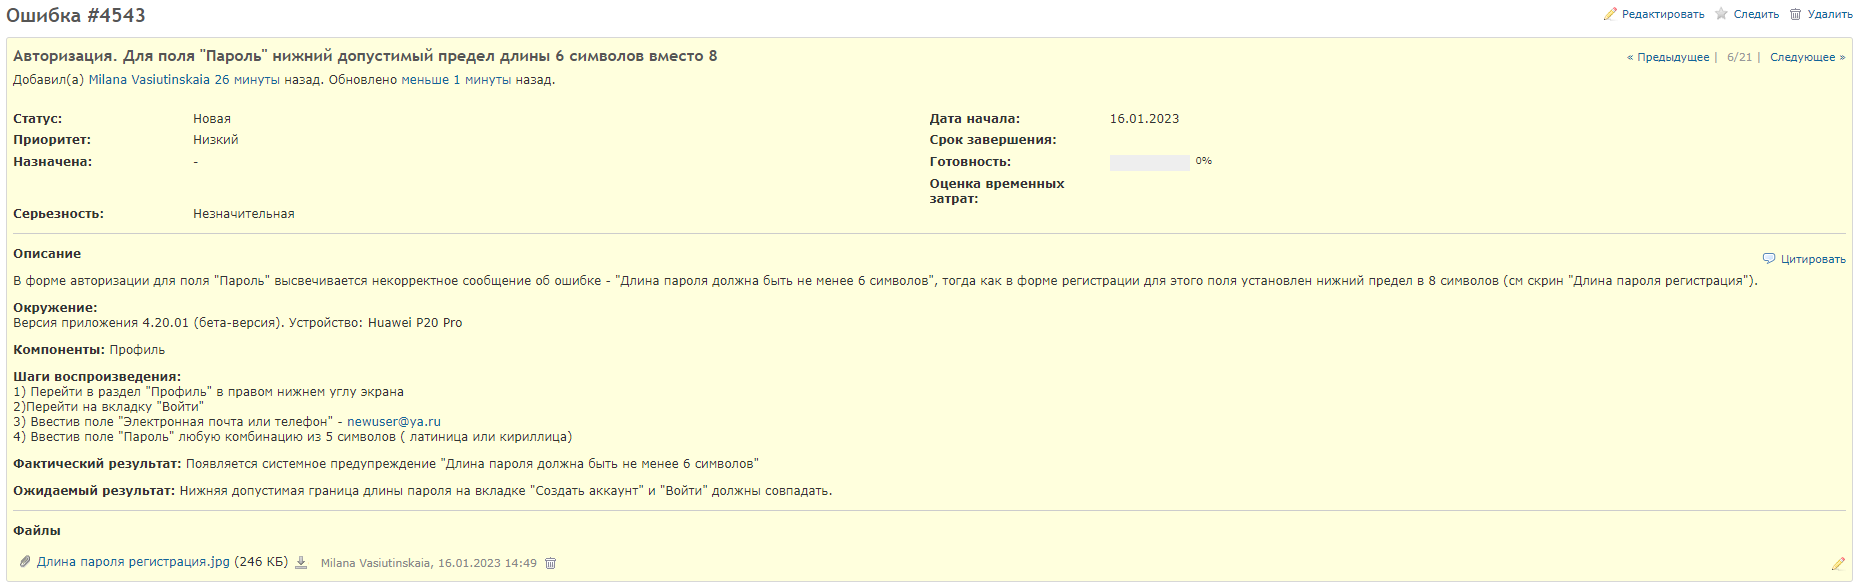 Ошибка #4543
Редактировать Следить Удалить
Авторизация. Для поля "Пароль" нижний допустимый предел длины 6 символов вместо 8
« Предыдущее | 6/21 | Следующее »
Добавил(а) Milana Vasiutinskaia 26 минуты назад. Обновлено меньше 1 минуты назад.
Статус: Новая Дата начала: 16.01.2023
Приоритет: Низкий Срок завершения:
Назначена: - Готовность: 0%
Оценка временных
затрат:
Серьезность: Незначительная
Описание
Цитировать
В форме авторизации для поля "Пароль" высвечивается некорректное сообщение об ошибке - "Длина пароля должна быть не менее 6 символов", тогда как в форме регистрации для этого поля установлен нижний предел в 8 символов (см скрин "Длина пароля регистрация").
Окружение:
Версия приложения 4.20.01 (бета-версия). Устройство: Huawei P20 Pro
Компоненты: Профиль
Шаги воспроизведения:
1) Перейти в раздел "Профиль" в правом нижнем углу экрана
2)Перейти на вкладку "Войти"
3) Ввестив поле "Электронная почта или телефон" - newuser@ya.ru
4) Ввестив поле "Пароль" любую комбинацию из 5 символов ( латиница или кириллица)
Фактический результат: Появляется системное предупреждение "Длина пароля должна быть не менее 6 символов"
Ожидаемый результат: Нижняя допустимая граница длины пароля на вкладке "Создать аккаунт" и "Войти" должны совпадать.
Файлы
Длина пароля регистрация.jpg (246 КБ) Milana Vasiutinskaia, 16.01.2023 14:49